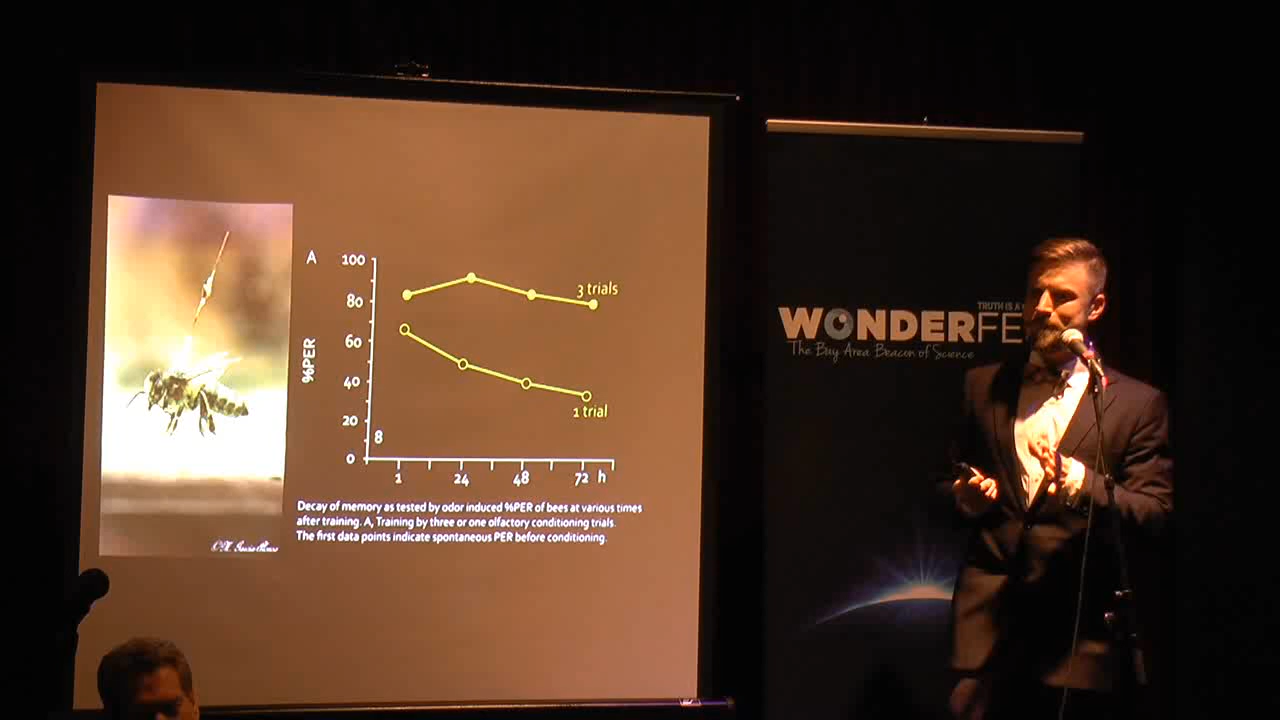 A
100
80
60
40
20
0
%PER
8
3 trials
1 trial
1 24 48 72 h
Decay of memory as tested by odor induced %PER of bees at various times
after training. A, Training by three or one olfactory conditioning trials.
The first data points indicate spontaneous PER before conditioning.
TRUTH IS A
WONDERFE
The Bay Area Beacon of Science